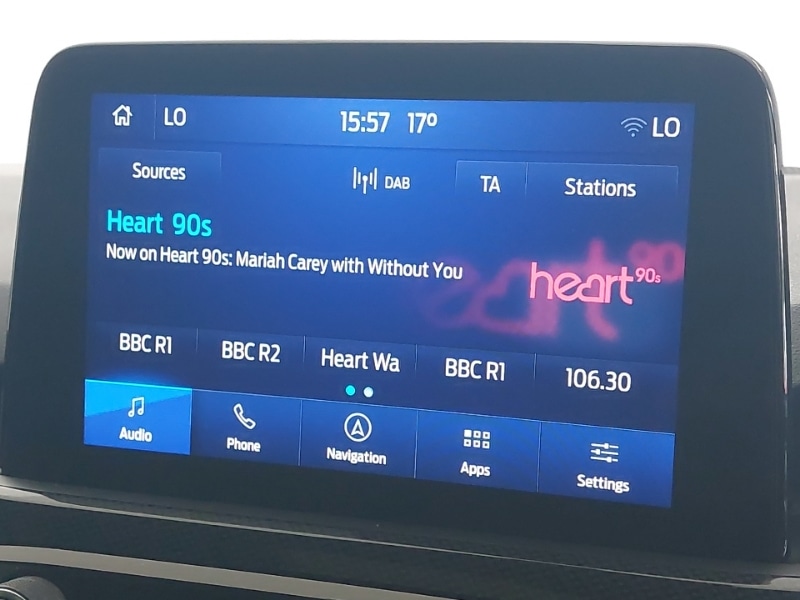 LO 15:57 17º LO
Sources DAB TA Stations
Heart 90s
Now on Heart 90s: Mariah Carey with Without You
heart 90s
BBC R1 BBC R2 Heart Wa BBC R1 106.30
Audio Phone Navigation Apps Settings